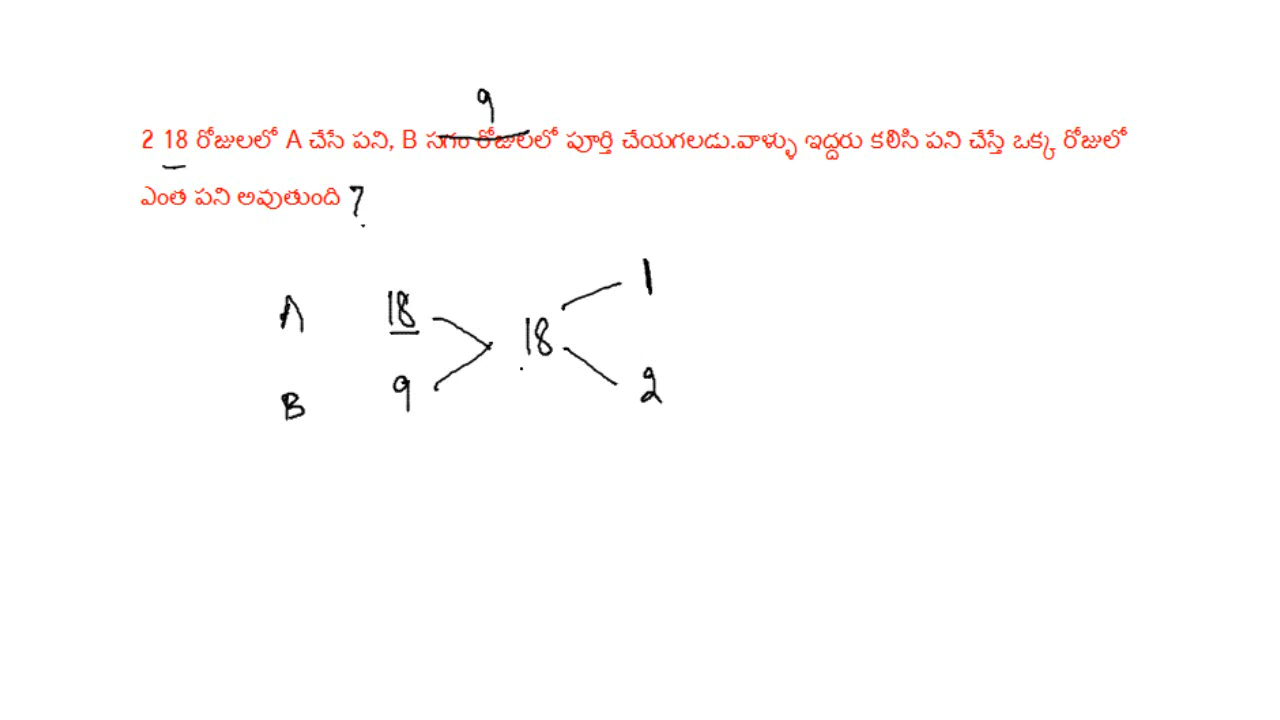 9
2 18 రోజులలో A చేసే పని, B సగం రోజులలో పూర్తి చేయగలడు.వాళ్ళు ఇద్దరు కలిసి పని చేస్తే ఒక్క రోజులో
ఎంత పని అవుతుంది ?
1
A 18
18
B 9 2